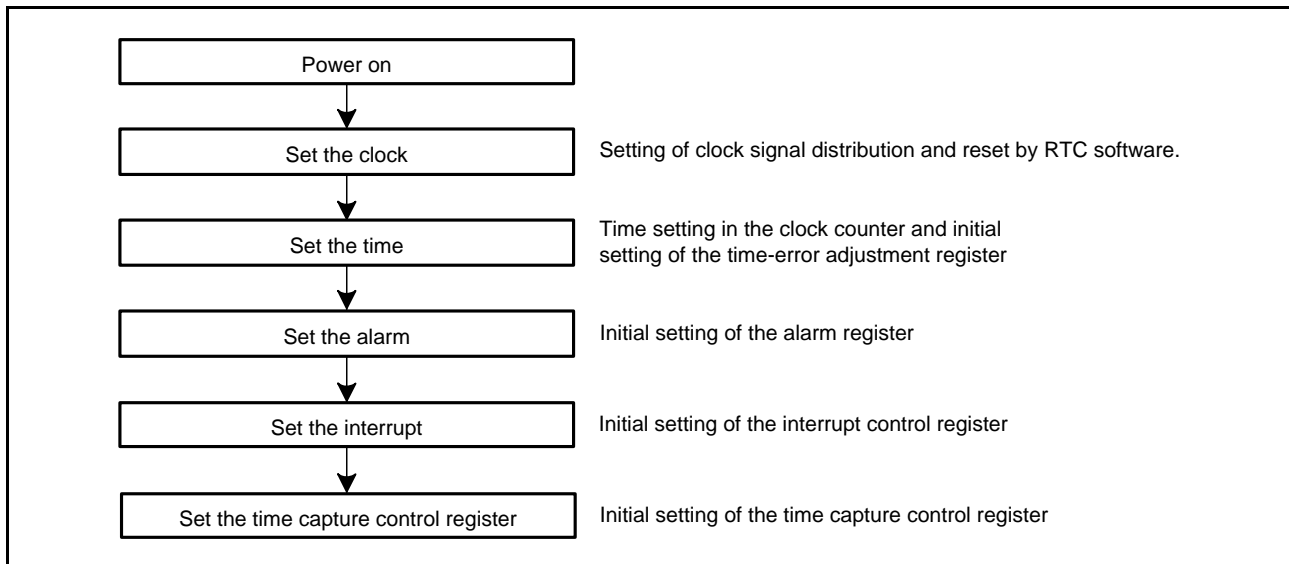 Power on
Set the clock
Setting of clock signal distribution and reset by RTC software.
Set the time
Time setting in the clock counter and initial
setting of the time-error adjustment register
Set the alarm
Initial setting of the alarm register
Set the interrupt
Initial setting of the interrupt control register
Set the time capture control register
Initial setting of the time capture control register